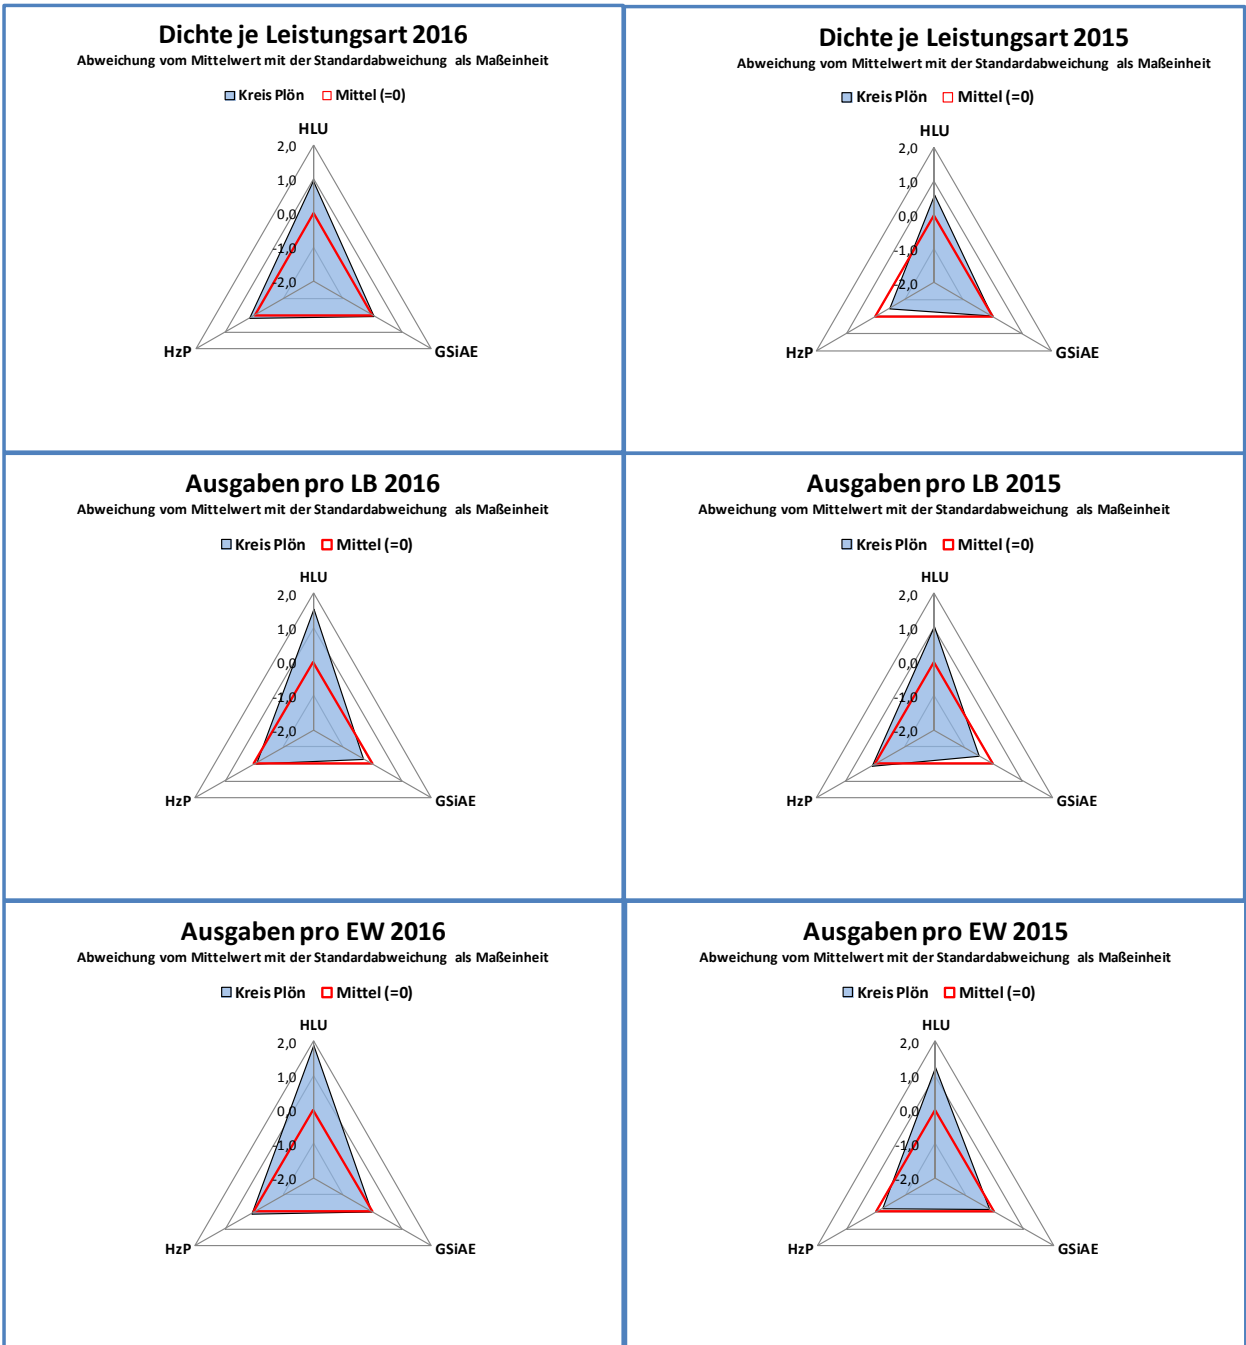 Dichte je Leistungsart 2016
Abweichung vom Mittelwert mit der Standardabweichung als Maßeinheit
Kreis Plön Mittel (=0)
HLU
2,0
1,0
0,0
-1,0
-2,0
HzP
GSiAE
Dichte je Leistungsart 2015
Abweichung vom Mittelwert mit der Standardabweichung als Maßeinheit
Kreis Plön Mittel (=0)
HLU
2,0
1,0
0,0
-1,0
-2,0
HzP
GSiAE
Ausgaben pro LB 2016
Abweichung vom Mittelwert mit der Standardabweichung als Maßeinheit
Kreis Plön Mittel (=0)
HLU
2,0
1,0
0,0
-1,0
-2,0
HzP
GSiAE
Ausgaben pro LB 2015
Abweichung vom Mittelwert mit der Standardabweichung als Maßeinheit
Kreis Plön Mittel (=0)
HLU
2,0
1,0
0,0
-1,0
-2,0
HzP
GSiAE
Ausgaben pro EW 2016
Abweichung vom Mittelwert mit der Standardabweichung als Maßeinheit
Kreis Plön Mittel (=0)
HLU
2,0
1,0
0,0
-1,0
-2,0
HzP
GSiAE
Ausgaben pro EW 2015
Abweichung vom Mittelwert mit der Standardabweichung als Maßeinheit
Kreis Plön Mittel (=0)
HLU
2,0
1,0
0,0
-1,0
-2,0
HzP
GSiAE